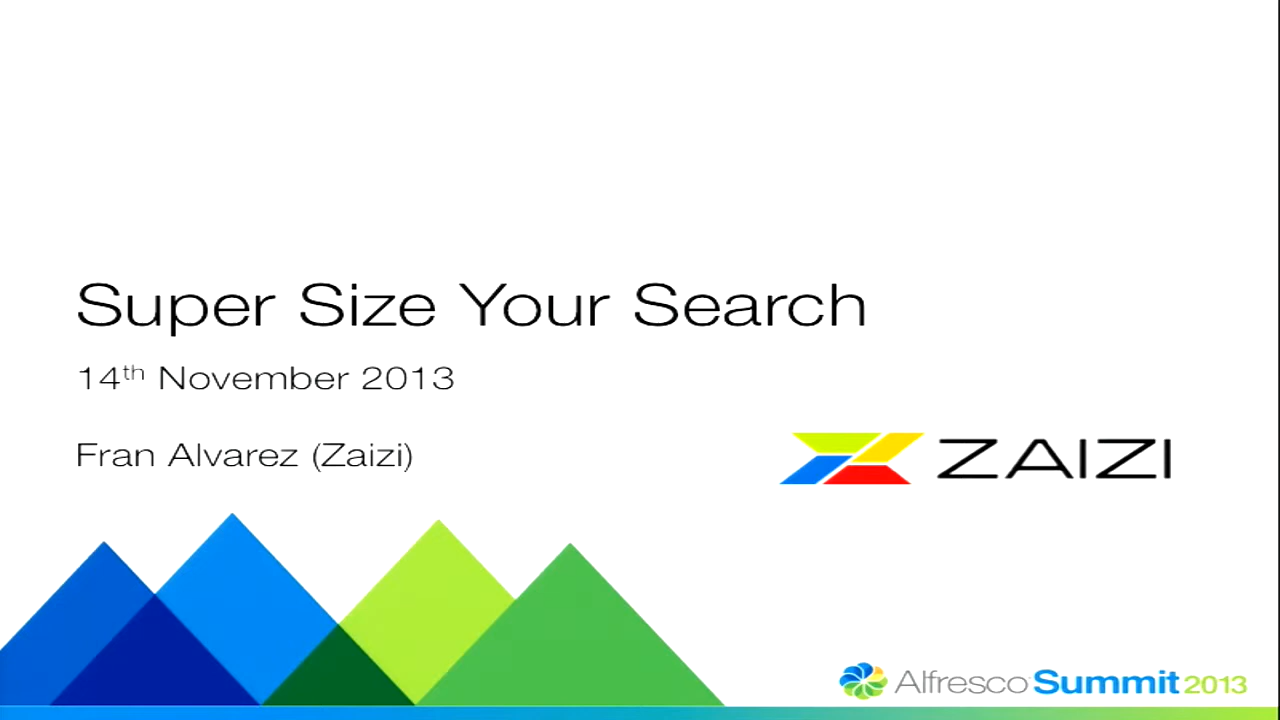 Super Size Your Search
14th November 2013
Fran Alvarez (Zaizi)
ZAIZI
Alfresco Summit 2013